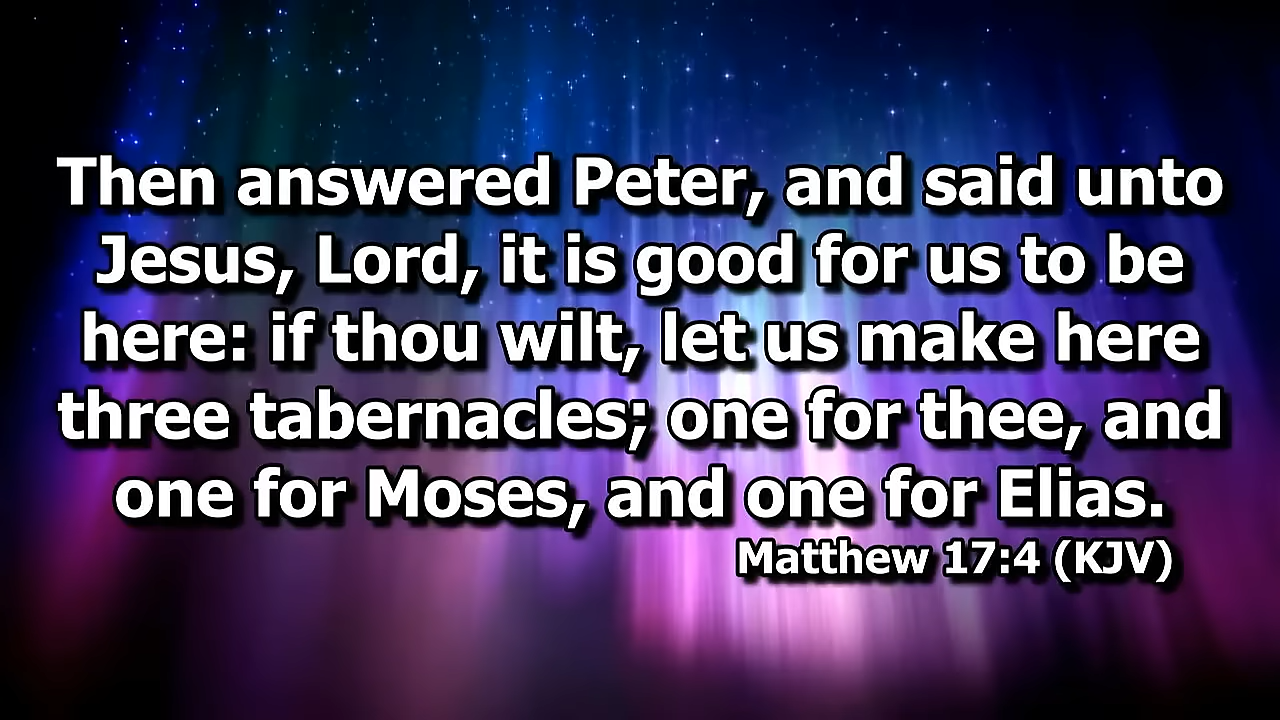 Then answered Peter, and said unto
Jesus, Lord, it is good for us to be
here: if thou wilt, let us make here
three tabernacles; one for thee, and
one for Moses, and one for Elias.
Matthew 17:4 (KJV)